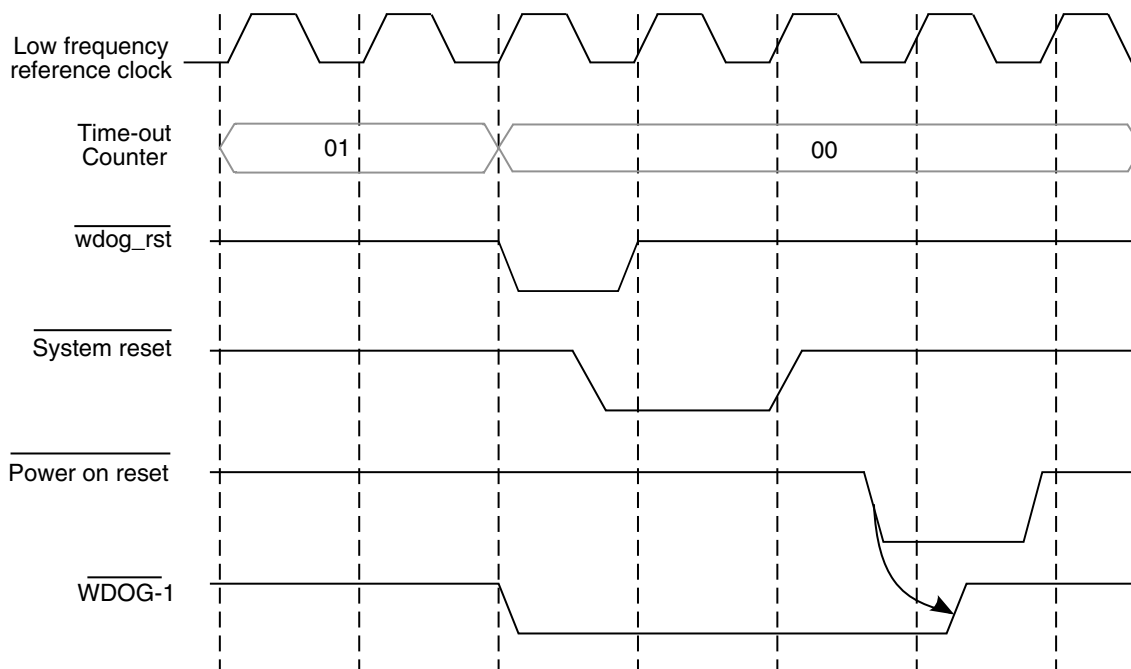 Low frequency
reference clock
Time-out
Counter
01
00
wdog_rst
System reset
Power on reset
WDOG-1